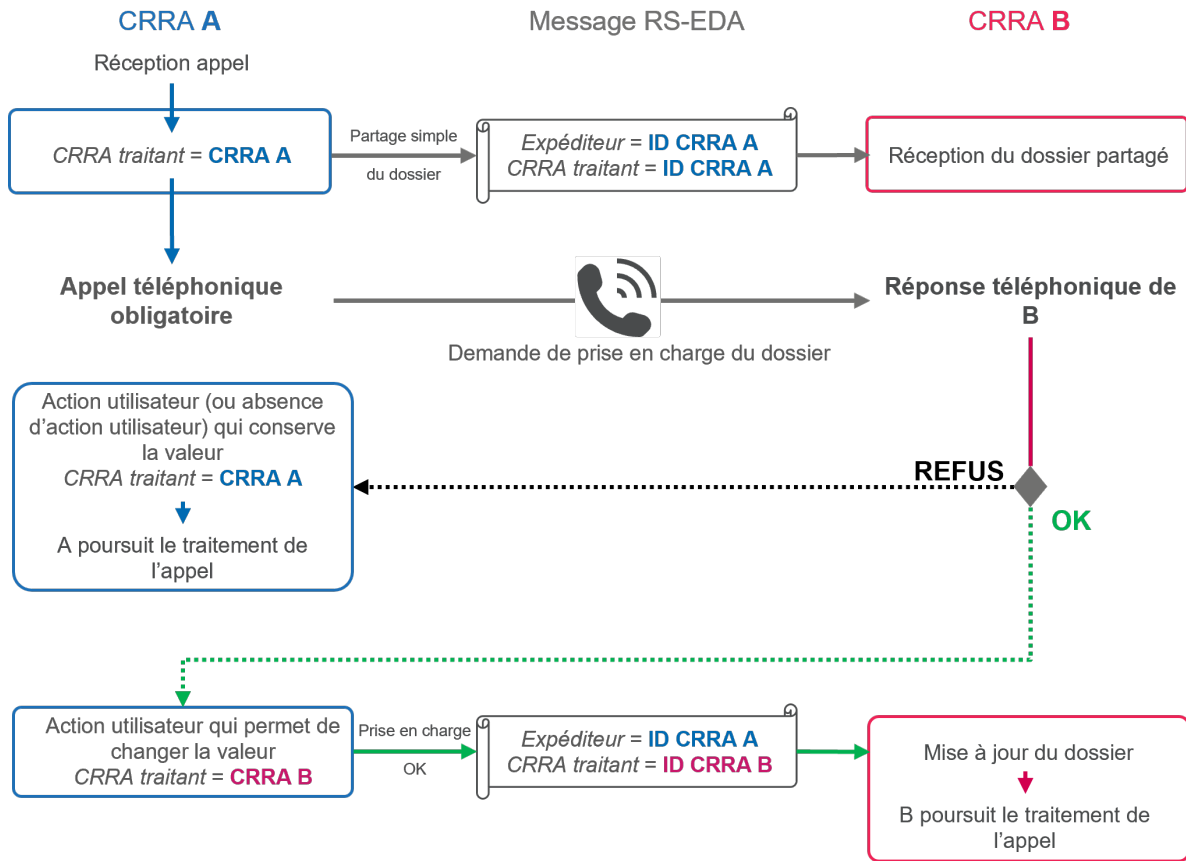 CRRA A
Message RS-EDA
CRRA B
Réception appel
CRRA traitant = CRRA A
Partage simple
du dossier
Expéditeur = ID CRRA A
CRRA traitant = ID CRRA A
Réception du dossier partagé
Appel téléphonique
obligatoire
Demande de prise en charge du dossier
Réponse téléphonique de
B
Action utilisateur (ou absence
d'action utilisateur) qui conserve
la valeur
CRRA traitant = CRRA A
A poursuit le traitement de
l'appel
REFUS
OK
Action utilisateur qui permet de
changer la valeur
CRRA traitant = CRRA B
Prise en charge
OK
Expéditeur = ID CRRA A
CRRA traitant = ID CRRA B
Mise à jour du dossier
B poursuit le traitement de
l'appel